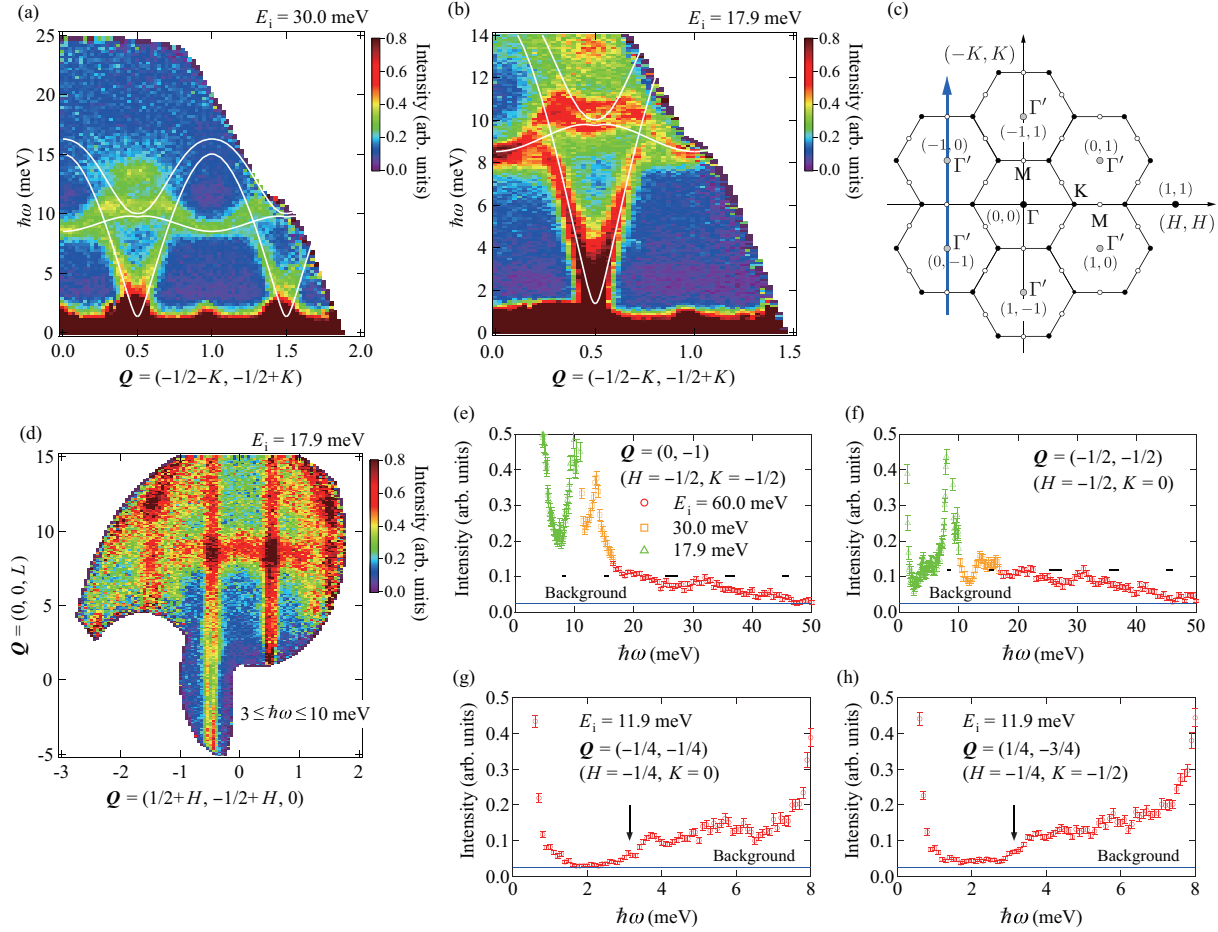 (a)
E_i = 30.0 meV
25
20
15
10
5
0
ħω (meV)
0.0 0.5 1.0 1.5 2.0
Q = (−1/2−K, −1/2+K)
0.8
0.6
0.4
0.2
0.0
Intensity (arb. units)
(b)
E_i = 17.9 meV
14
12
10
8
6
4
2
0
ħω (meV)
0.0 0.5 1.0 1.5
Q = (−1/2−K, −1/2+K)
0.8
0.6
0.4
0.2
0.0
Intensity (arb. units)
(c)
(−K, K)
Γ′
(−1, 1)
(−1, 0)
Γ′
(0, 1)
Γ′
M
K
(1, 1)
(0, 0)
Γ
M
(H, H)
Γ′
(0, −1)
Γ′
(1, 0)
Γ′
(1, −1)
(d)
E_i = 17.9 meV
15
10
5
0
-5
Q = (0, 0, L)
3 ≤ ħω ≤ 10 meV
-3 -2 -1 0 1 2
Q = (1/2+H, -1/2+H, 0)
0.8
0.6
0.4
0.2
0.0
Intensity (arb. units)
(e)
0.5
0.4
0.3
0.2
0.1
0.0
Intensity (arb. units)
Q = (0, −1)
(H = −1/2, K = −1/2)
E_i = 60.0 meV
30.0 meV
17.9 meV
Background
0 10 20 30 40 50
ħω (meV)
(f)
0.5
0.4
0.3
0.2
0.1
0.0
Intensity (arb. units)
Q = (−1/2, −1/2)
(H = −1/2, K = 0)
Background
0 10 20 30 40 50
ħω (meV)
(g)
0.5
0.4
0.3
0.2
0.1
0.0
Intensity (arb. units)
E_i = 11.9 meV
Q = (−1/4, −1/4)
(H = −1/4, K = 0)
Background
0 2 4 6 8
ħω (meV)
(h)
0.5
0.4
0.3
0.2
0.1
0.0
Intensity (arb. units)
E_i = 11.9 meV
Q = (1/4, −3/4)
(H = −1/4, K = −1/2)
Background
0 2 4 6 8
ħω (meV)